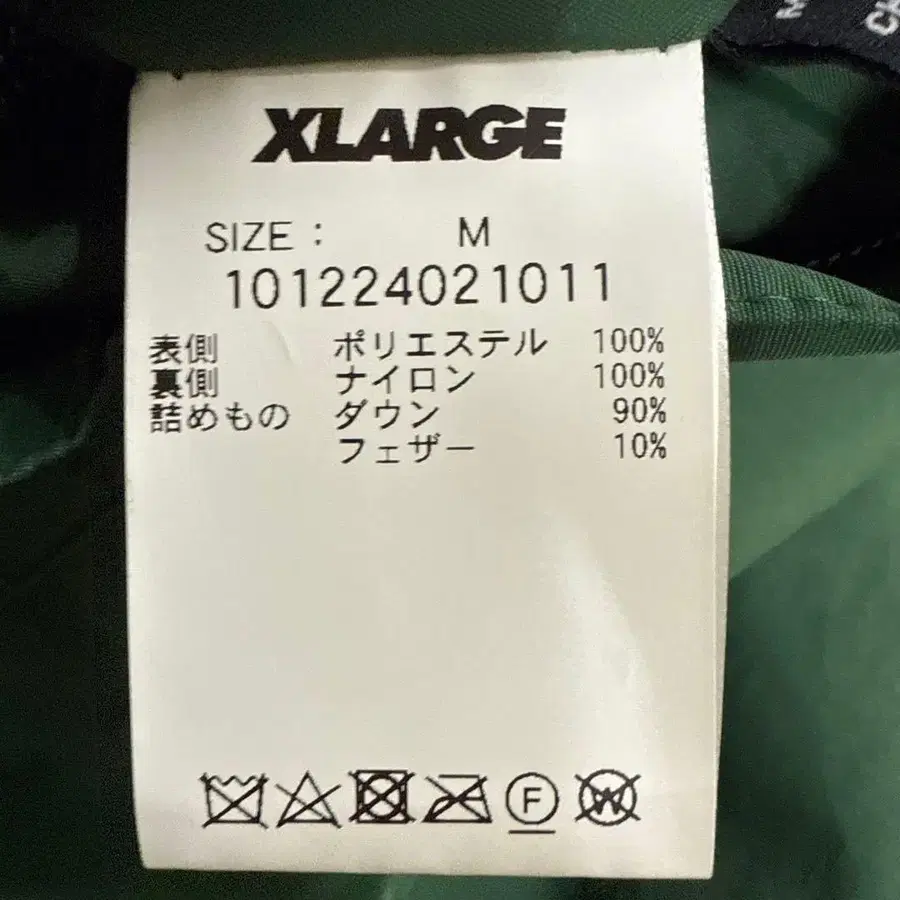 XLARGE
SIZE : M
101224021011
表側 ポリエステル 100%
裏側 ナイロン 100%
詰めもの ダウン 90%
フェザー 10%
F
W